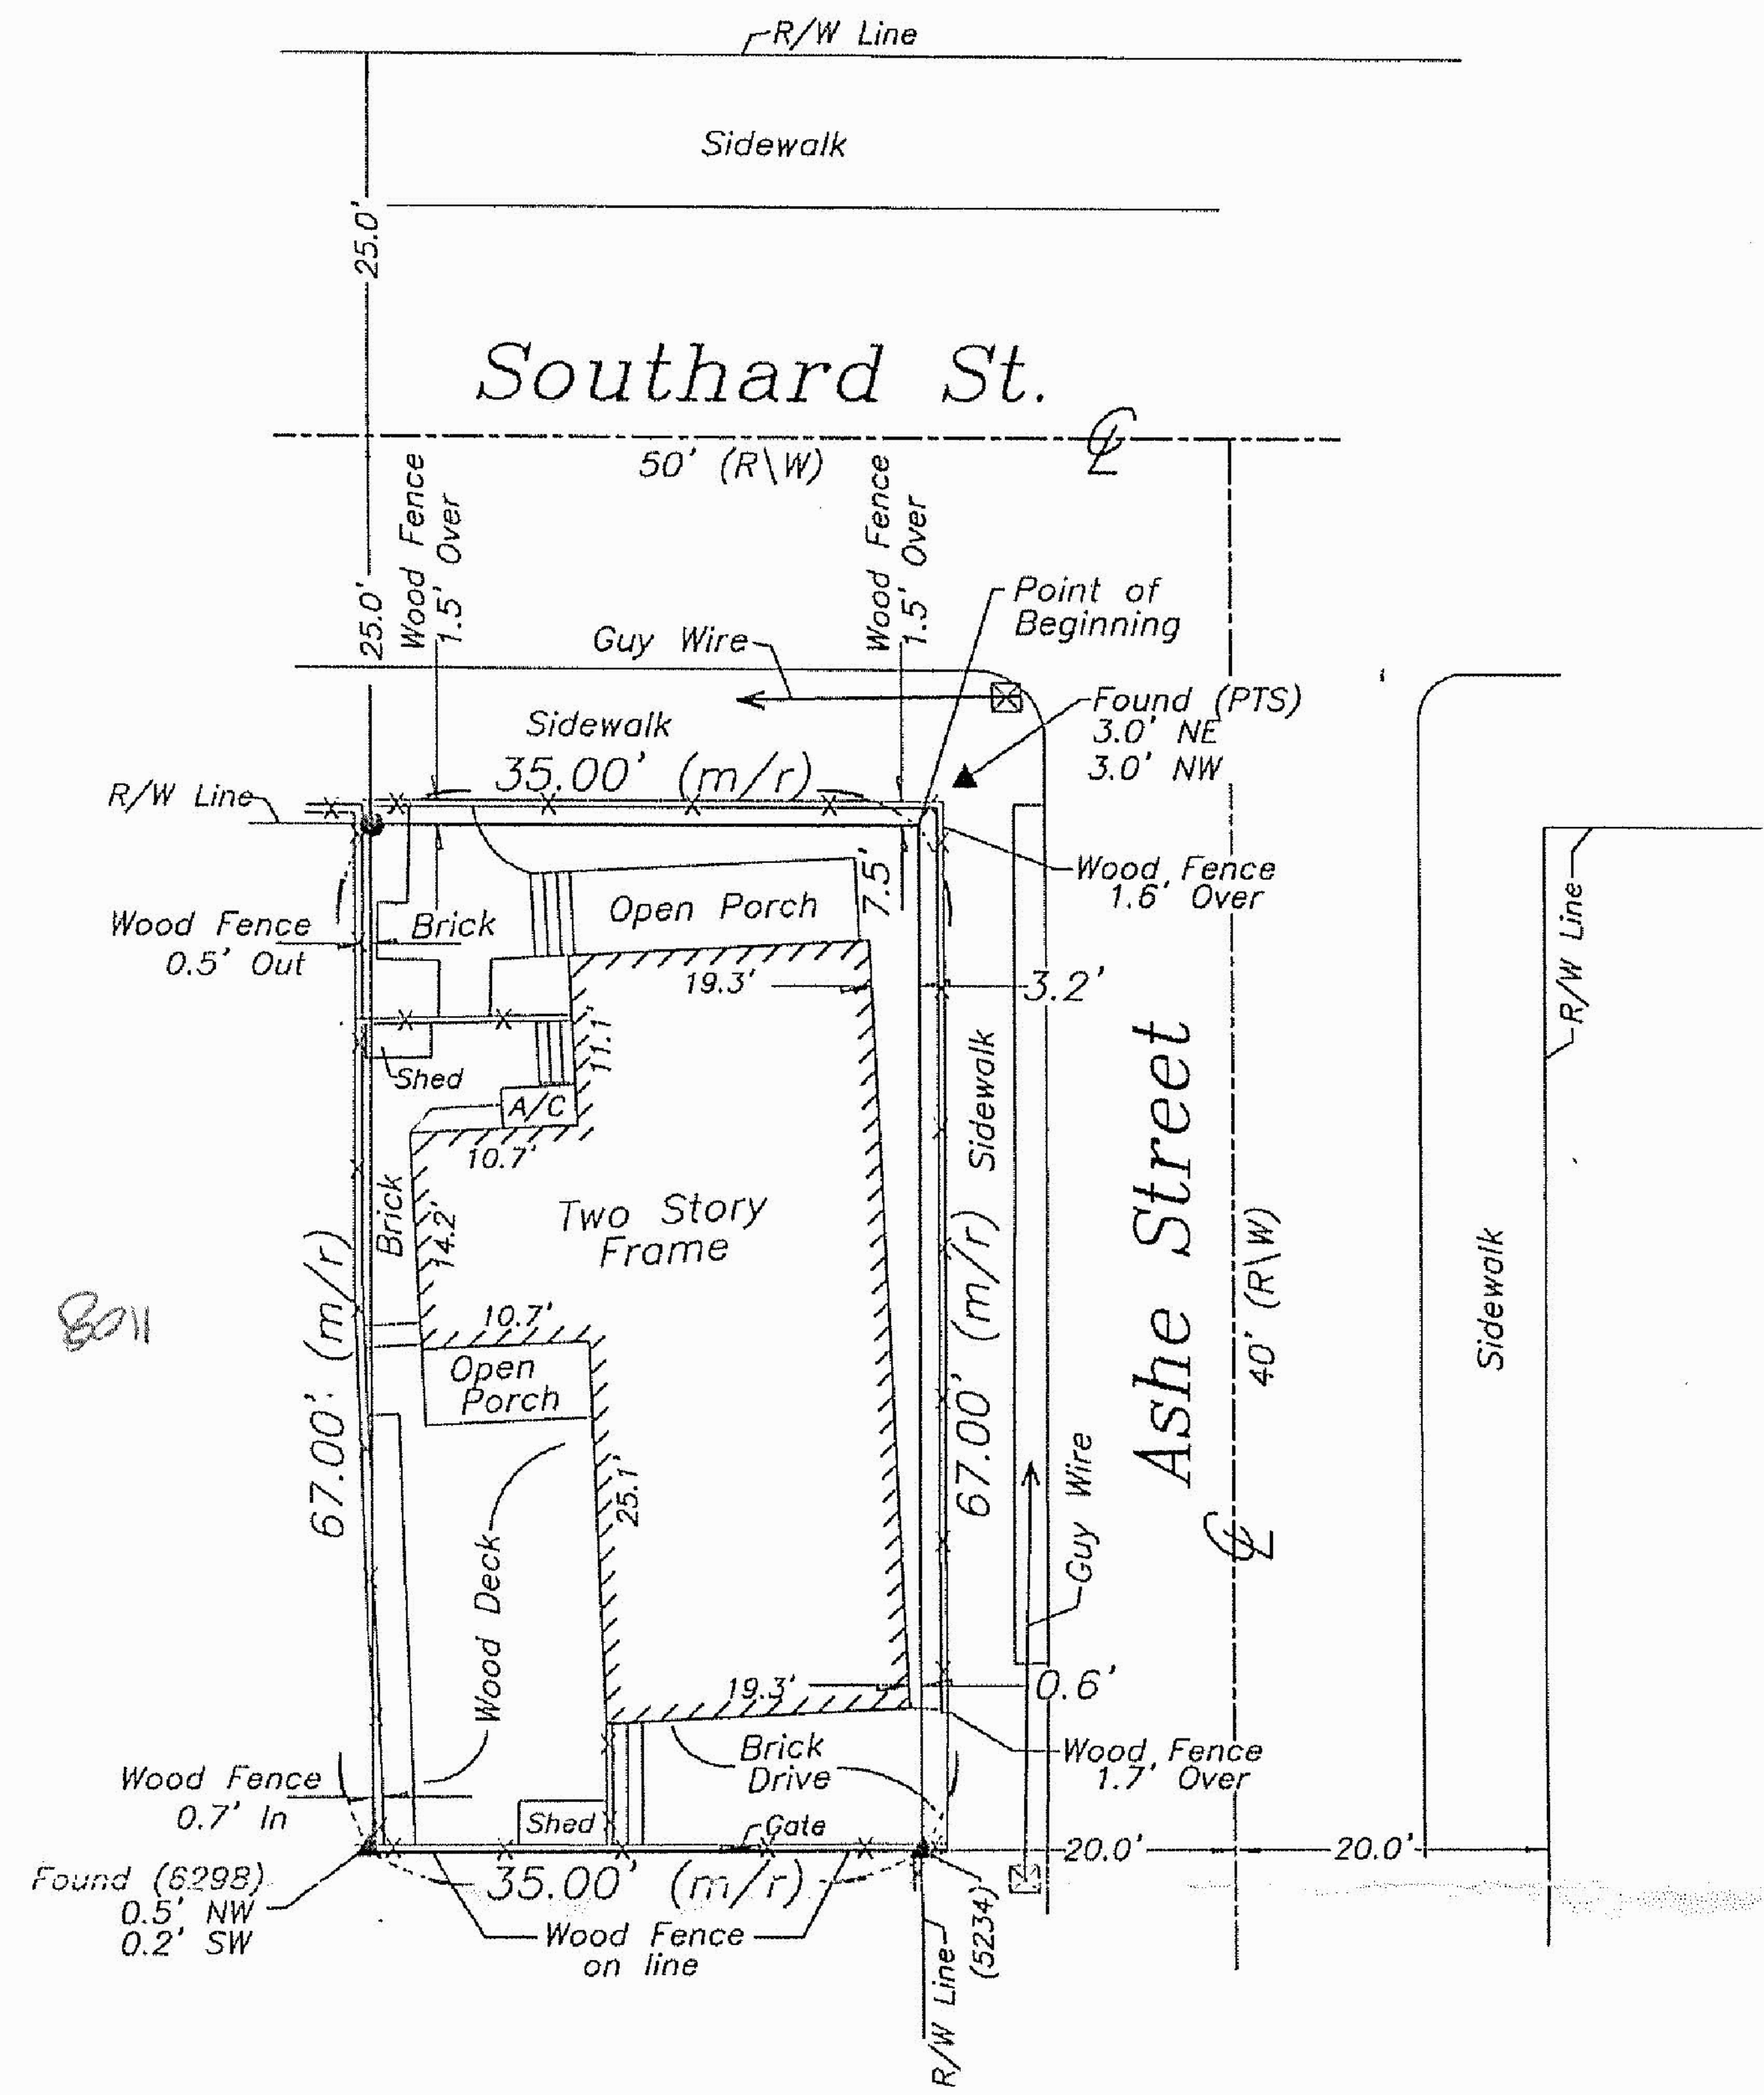 R/W Line
Sidewalk
25.0'
Southard St.
℄
50' (R\W)
25.0'
Wood Fence
1.5' Over
Wood Fence
1.5' Over
Point of
Beginning
Guy Wire
Found (PTS)
3.0' NE
3.0' NW
Sidewalk
35.00' (m/r)
R/W Line
Wood Fence
1.6' Over
7.5'
Open Porch
Wood Fence
0.5' Out
Brick
R/W Line
19.3'
3.2'
11.1'
Shed
A/C
Sidewalk
10.7'
Brick
14.2'
Two Story
Frame
Ashe Street
40' (R\W)
Sidewalk
67.00' (m/r)
67.00' (m/r)
1108
10.7'
Open
Porch
25.1'
Guy Wire
℄
Wood Deck
19.3'
0.6'
Brick
Drive
Wood Fence
1.7' Over
Wood Fence
0.7' In
Shed
Gate
20.0'
20.0'
Found (6298)
0.5' NW
0.2' SW
35.00' (m/r)
Wood Fence
on line
R/W Line
(5234)